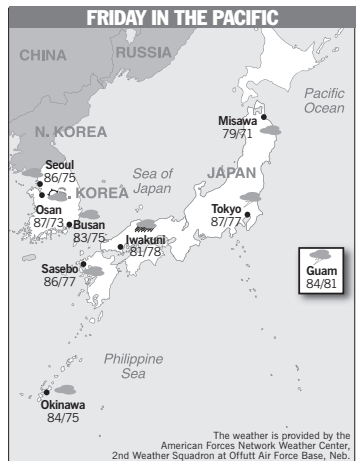 FRIDAY IN THE PACIFIC
CHINA
RUSSIA
Pacific
Ocean
Misawa
79/71
N. KOREA
Seoul
86/75
Sea of
Japan
JAPAN
S. KOREA
Osan
87/73
Busan
83/75
Tokyo
87/77
Iwakuni
81/78
Sasebo
86/77
Guam
84/81
Philippine
Sea
Okinawa
84/75
The weather is provided by the
American Forces Network Weather Center,
2nd Weather Squadron at Offutt Air Force Base, Neb.